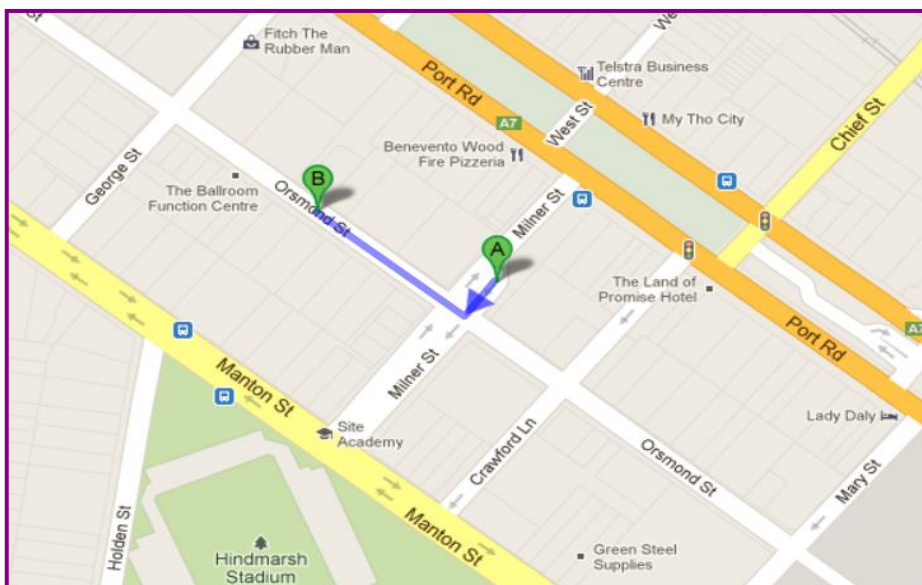 St
Fitch The
Rubber Man
Port Rd
A7
West St
We
Telstra Business
Centre
My Tho City
Chief St
Benevento Wood
Fire Pizzeria
George St
The Ballroom
Function Centre
B
Orsmond St
Milner St
A
The Land of
Promise Hotel
Port Rd
A7
Manton St
Milner St
Site
Academy
Crawford Ln
Lady Daly
Orsmond St
Mary St
Holden St
Manton St
Hindmarsh
Stadium
Green Steel
Supplies